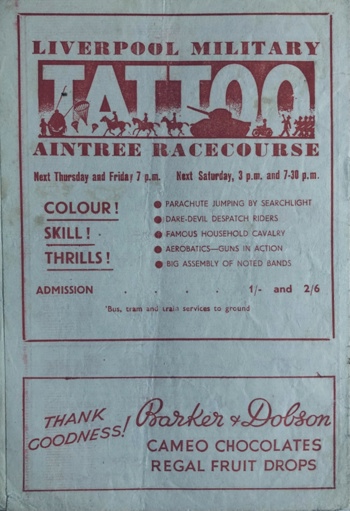 LIVERPOOL MILITARY
TATTOO
AINTREE RACECOURSE
Next Thursday and Friday 7 p.m. Next Saturday, 3 p.m. and 7-30 p.m.
COLOUR!
SKILL!
THRILLS!
● PARACHUTE JUMPING BY SEARCHLIGHT
● DARE-DEVIL DESPATCH RIDERS
● FAMOUS HOUSEHOLD CAVALRY
● AEROBATICS—GUNS IN ACTION
● BIG ASSEMBLY OF NOTED BANDS
ADMISSION . . . . 1/- and 2/6
'Bus, tram and train services to ground
THANK GOODNESS!
Barker & Dobson
CAMEO CHOCOLATES
REGAL FRUIT DROPS